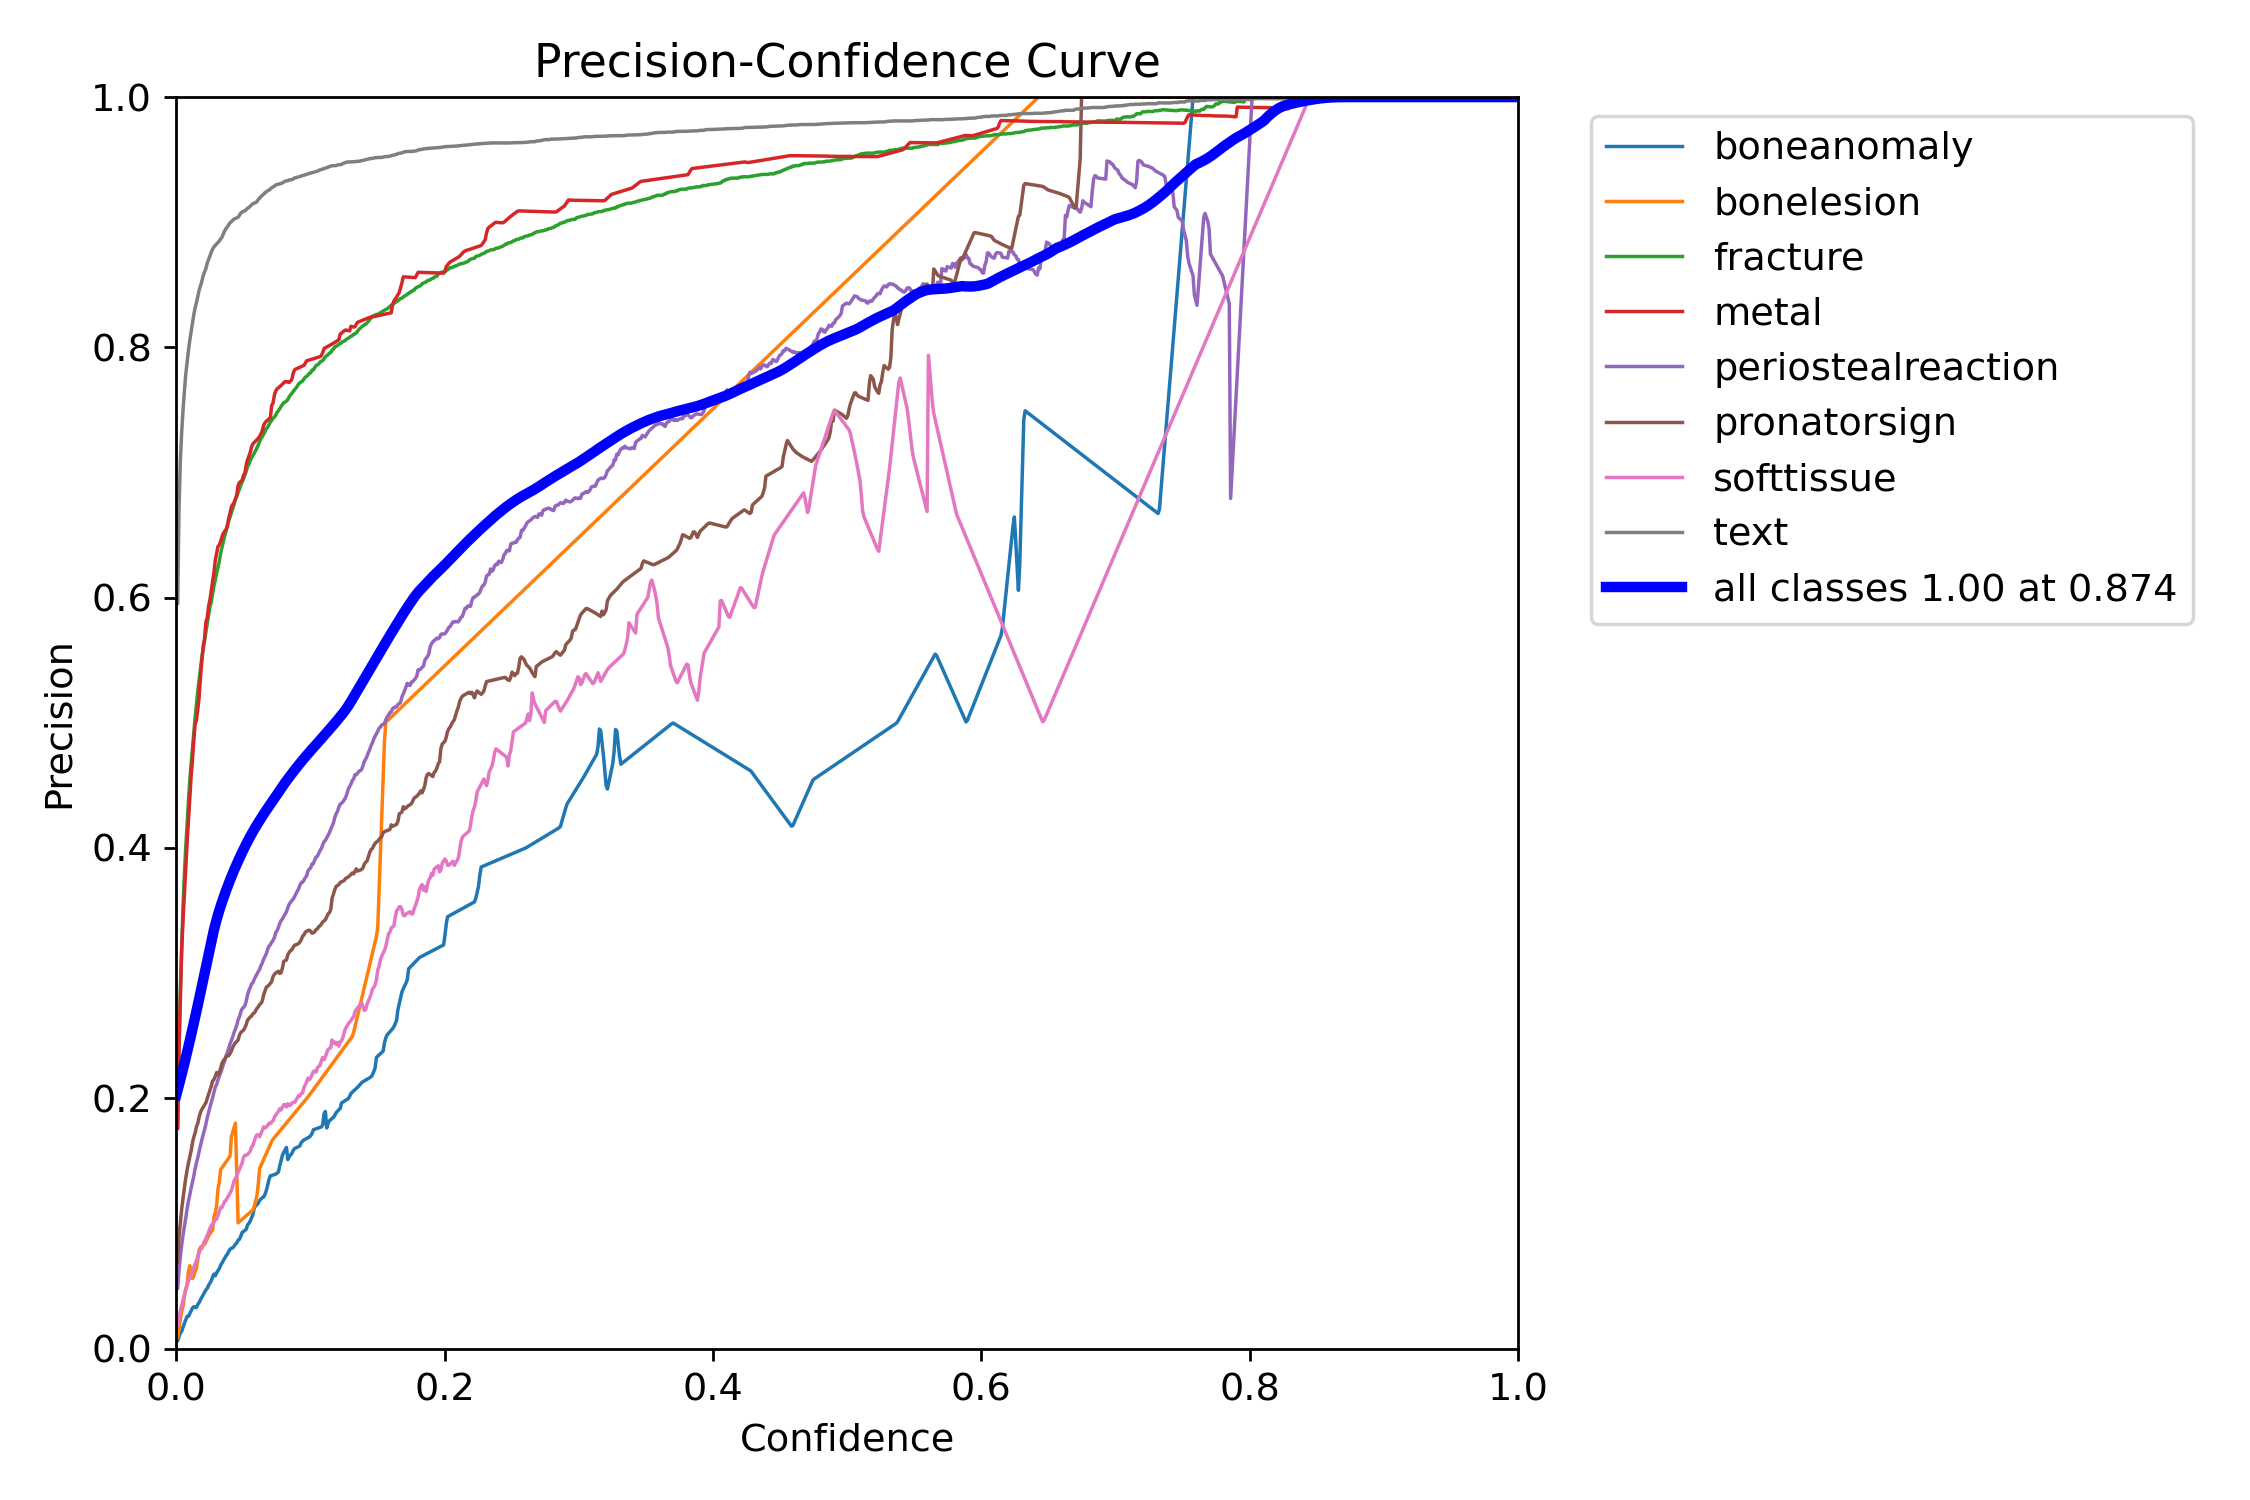 Precision-Confidence Curve
1.0
0.8
0.6
0.4
0.2
0.0
Precision
0.0 0.2 0.4 0.6 0.8 1.0
Confidence
boneanomaly
bonelesion
fracture
metal
periostealreaction
pronatorsign
softtissue
text
all classes 1.00 at 0.874